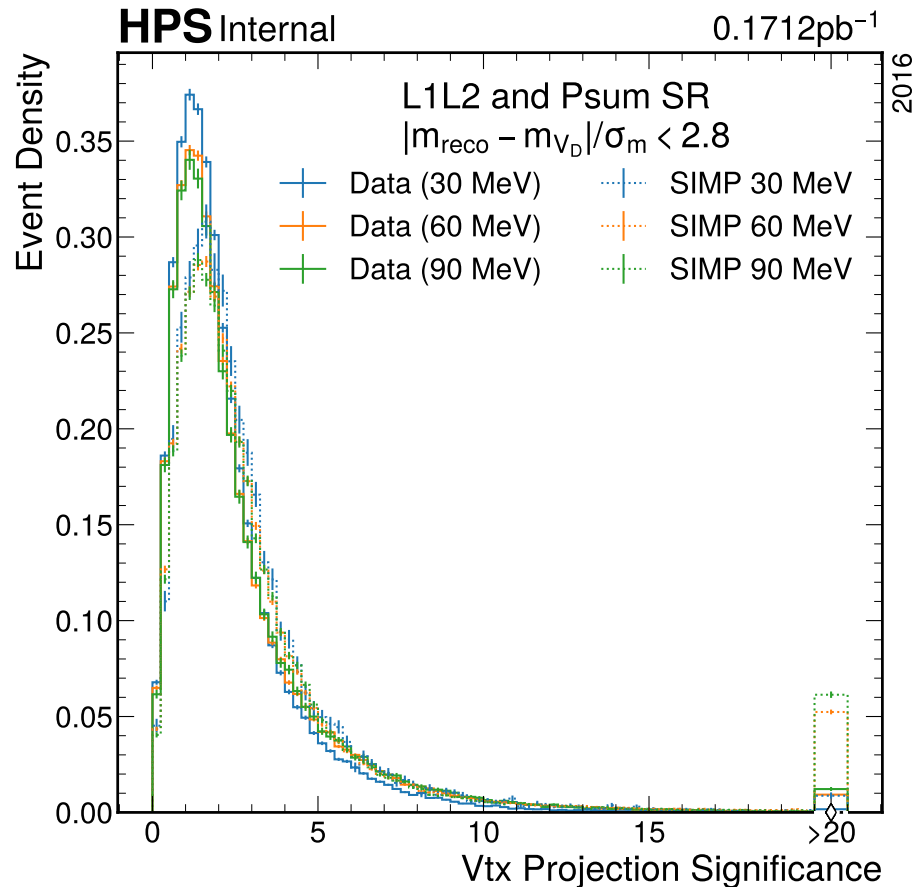 HPS Internal 0.1712pb⁻¹
2016
L1L2 and Psum SR
|m_reco − m_V_D|/σ_m < 2.8
Data (30 MeV) SIMP 30 MeV
Data (60 MeV) SIMP 60 MeV
Data (90 MeV) SIMP 90 MeV
Event Density
0.35
0.30
0.25
0.20
0.15
0.10
0.05
0.00
0 5 10 15 >20
Vtx Projection Significance